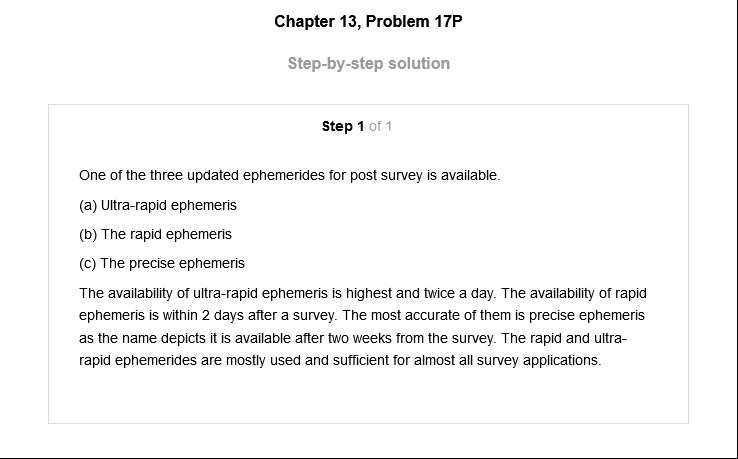 Chapter 13, Problem 17P
Step-by-step solution
Step 1 of 1
One of the three updated ephemerides for post survey is available.
(a) Ultra-rapid ephemeris
(b) The rapid ephemeris
(c) The precise ephemeris
The availability of ultra-rapid ephemeris is highest and twice a day. The availability of rapid
ephemeris is within 2 days after a survey. The most accurate of them is precise ephemeris
as the name depicts it is available after two weeks from the survey. The rapid and ultra-
rapid ephemerides are mostly used and sufficient for almost all survey applications.